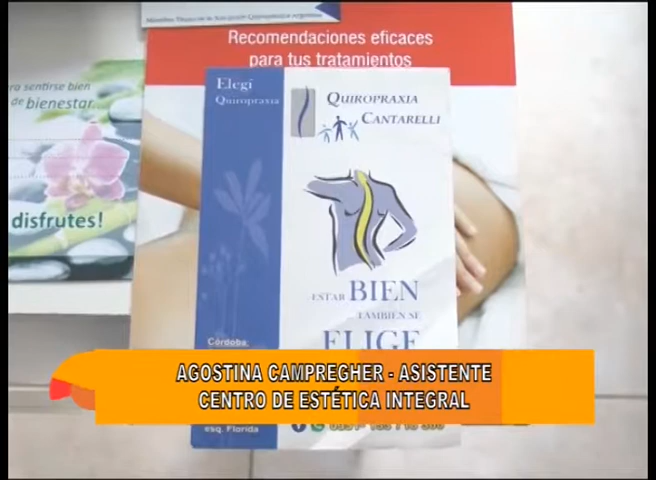 Recomendaciones eficaces
para tus tratamientos
ro sentirse bien
de bienestar
disfrutes!
Elegí
Quiropraxia
QUIROPRAXIA
CANTARELLI
ESTAR BIEN
TAMBIEN SE
ELIGE
Córdoba,
AGOSTINA CAMPREGHER - ASISTENTE
CENTRO DE ESTÉTICA INTEGRAL
esq. Florida